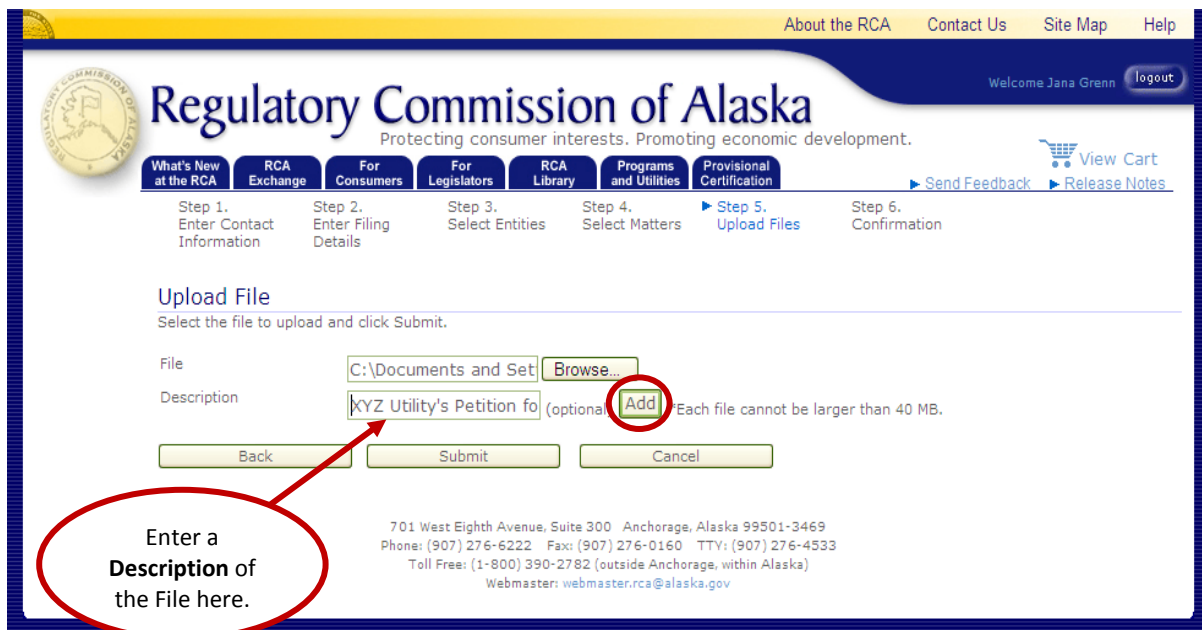 About the RCA Contact Us Site Map Help
Welcome Jana Grenn logout
Regulatory Commission of Alaska
Protecting consumer interests. Promoting economic development.
View Cart
What's New at the RCA
RCA Exchange
For Consumers
For Legislators
RCA Library
Programs and Utilities
Provisional Certification
Send Feedback Release Notes
Step 1. Enter Contact Information
Step 2. Enter Filing Details
Step 3. Select Entities
Step 4. Select Matters
Step 5. Upload Files
Step 6. Confirmation
Upload File
Select the file to upload and click Submit.
File C:\Documents and Set Browse...
Description XYZ Utility's Petition fo (optional) Add *Each file cannot be larger than 40 MB.
Back Submit Cancel
Enter a
Description of
the File here.
701 West Eighth Avenue, Suite 300 Anchorage, Alaska 99501-3469
Phone: (907) 276-6222 Fax: (907) 276-0160 TTY: (907) 276-4533
Toll Free: (1-800) 390-2782 (outside Anchorage, within Alaska)
Webmaster: webmaster.rca@alaska.gov